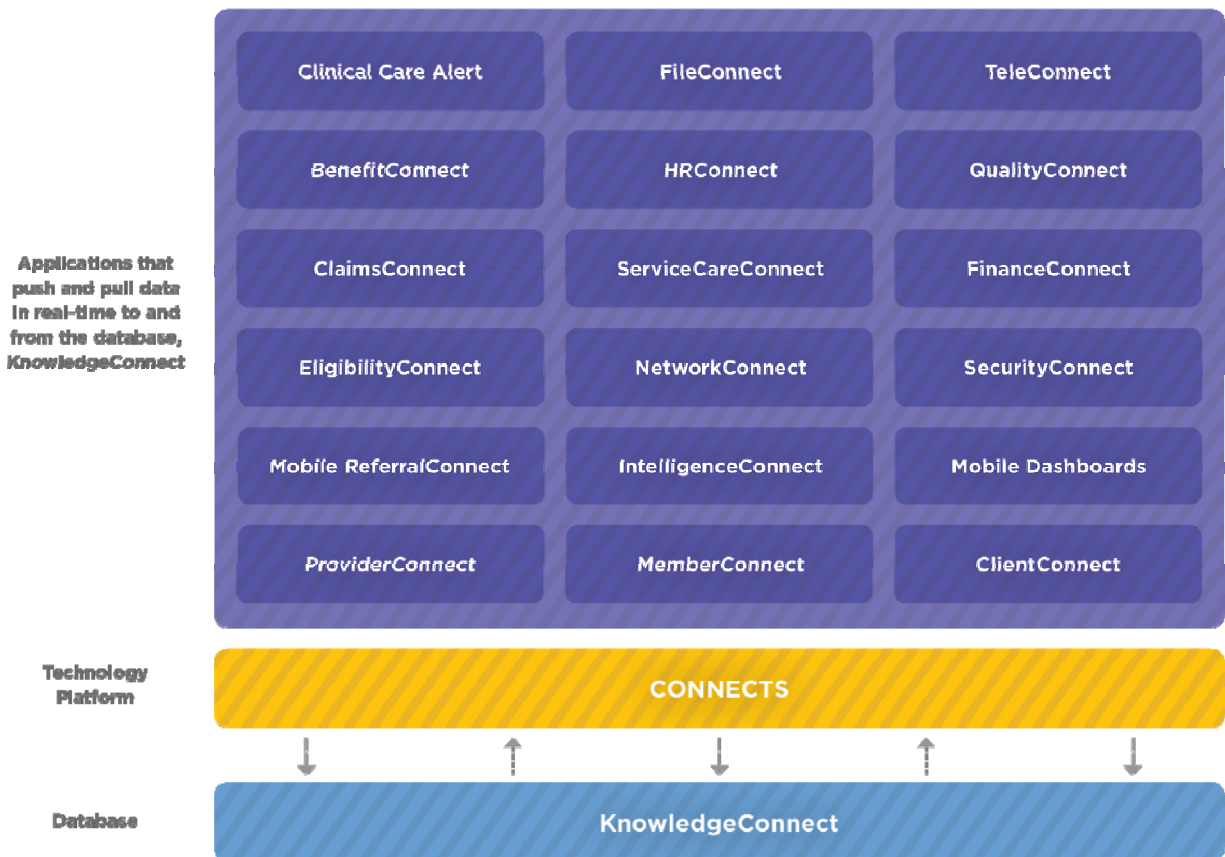 Clinical Care Alert
FileConnect
TeleConnect
BenefitConnect
HRConnect
QualityConnect
Applications that
push and pull data
in real-time to and
from the database,
KnowledgeConnect
ClaimsConnect
ServiceCareConnect
FinanceConnect
EligibilityConnect
NetworkConnect
SecurityConnect
Mobile ReferralConnect
IntelligenceConnect
Mobile Dashboards
ProviderConnect
MemberConnect
ClientConnect
Technology
Platform
CONNECTS
Database
KnowledgeConnect